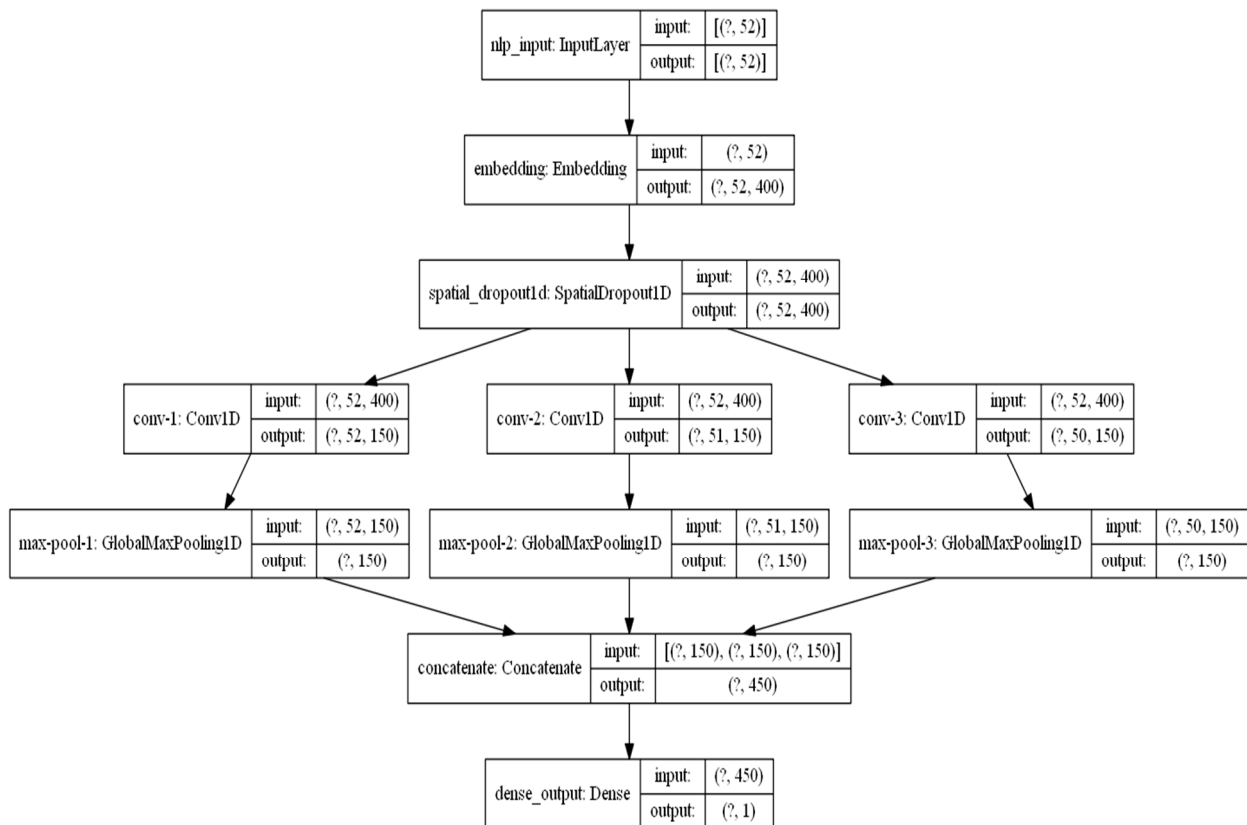 nlp_input: InputLayer
input: [(?, 52)]
output: [(?, 52)]
embedding: Embedding
input: (?, 52)
output: (?, 52, 400)
spatial_dropout1d: SpatialDropout1D
input: (?, 52, 400)
output: (?, 52, 400)
conv-1: Conv1D
input: (?, 52, 400)
output: (?, 52, 150)
conv-2: Conv1D
input: (?, 52, 400)
output: (?, 51, 150)
conv-3: Conv1D
input: (?, 52, 400)
output: (?, 50, 150)
max-pool-1: GlobalMaxPooling1D
input: (?, 52, 150)
output: (?, 150)
max-pool-2: GlobalMaxPooling1D
input: (?, 51, 150)
output: (?, 150)
max-pool-3: GlobalMaxPooling1D
input: (?, 50, 150)
output: (?, 150)
concatenate: Concatenate
input: [(?, 150), (?, 150), (?, 150)]
output: (?, 450)
dense_output: Dense
input: (?, 450)
output: (?, 1)